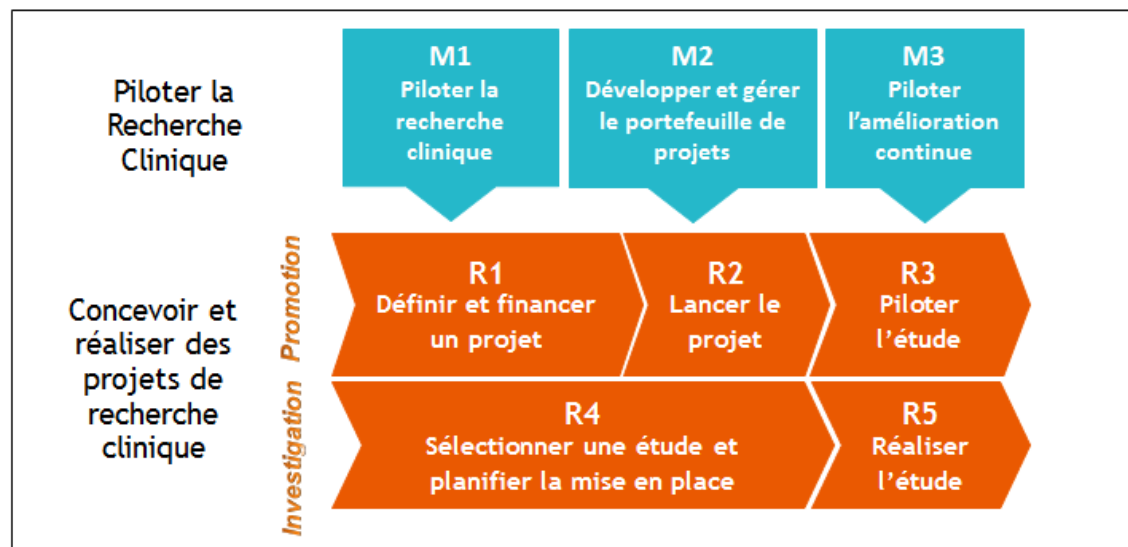 Piloter la
Recherche
Clinique
M1
Piloter la
recherche
clinique
M2
Développer et gérer
le portefeuille de
projets
M3
Piloter
l’amélioration
continue
Concevoir et
réaliser des
projets de
recherche
clinique
Promotion
R1
Définir et financer
un projet
R2
Lancer le
projet
R3
Piloter
l’étude
Investigation
R4
Sélectionner une étude et
planifier la mise en place
R5
Réaliser
l’étude